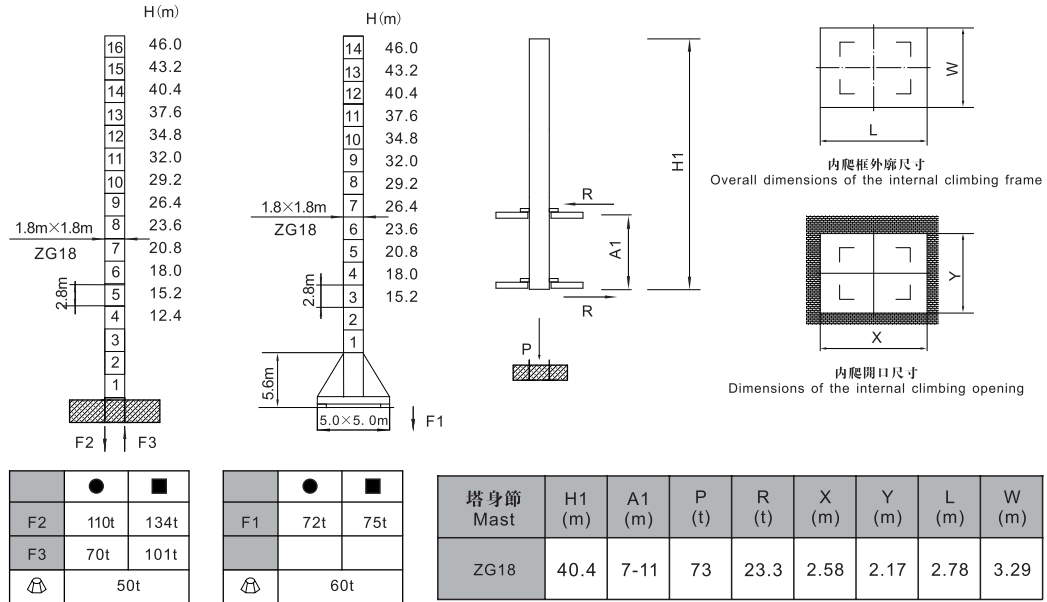 H(m)
16 46.0
15 43.2
14 40.4
13 37.6
12 34.8
11 32.0
10 29.2
9 26.4
8 23.6
7 20.8
6 18.0
5 15.2
4 12.4
3
2
1
1.8m×1.8m
ZG18
2.8m
F2 F3
H(m)
14 46.0
13 43.2
12 40.4
11 37.6
10 34.8
9 32.0
8 29.2
7 26.4
6 23.6
5 20.8
4 18.0
3 15.2
2
1
1.8×1.8m
ZG18
2.8m
5.6m
5.0×5.0m
F1
H1
R
A1
R
P
W
L
内爬框外廓尺寸
Overall dimensions of the internal climbing frame
Y
X
内爬開口尺寸
Dimensions of the internal climbing opening
F2 110t 134t
F3 70t 101t
50t
F1 72t 75t
60t
塔身節 H1 A1 P R X Y L W
Mast (m) (m) (t) (t) (m) (m) (m) (m)
ZG18 40.4 7-11 73 23.3 2.58 2.17 2.78 3.29